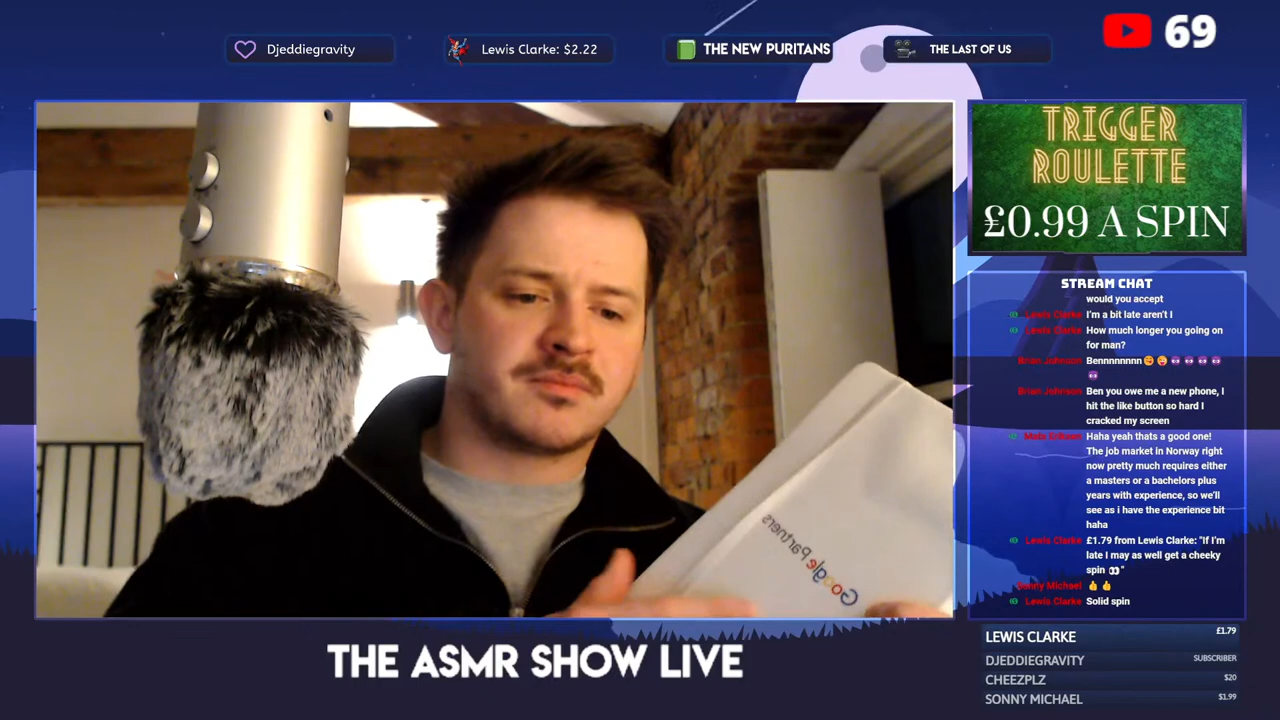 Djeddiegravity
Lewis Clarke: $2.22
THE NEW PURITANS
THE LAST OF US
69
TRIGGER
ROULETTE
£0.99 A SPIN
STREAM CHAT
would you accept
Lewis Clarke I'm a bit late aren't I
Lewis Clarke How much longer you going on
for man?
Brian Johnson Bennnnnnnn
Brian Johnson Ben you owe me a new phone, I
hit the like button so hard I
cracked my screen
Haha yeah thats a good one!
The job market in Norway right
now pretty much requires either
a masters or a bachelors plus
years with experience, so we'll
see as i have the experience bit
haha
Lewis Clarke £1.79 from Lewis Clarke: "If I'm
late I may as well get a cheeky
spin 👀"
Sonny Michael 👍 👍
Lewis Clarke Solid spin
Google Partners
THE ASMR SHOW LIVE
LEWIS CLARKE £1.79
DJEDDIEGRAVITY SUBSCRIBER
CHEEZPLZ $20
SONNY MICHAEL $1.99